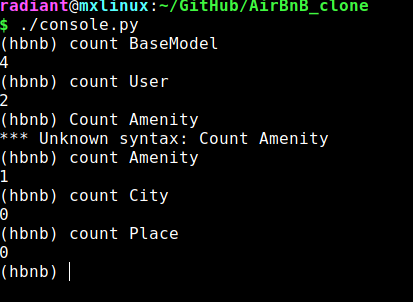 radiant@mxlinux:~/GitHub/AirBnB_clone
$ ./console.py
(hbnb) count BaseModel
4
(hbnb) count User
2
(hbnb) Count Amenity
*** Unknown syntax: Count Amenity
(hbnb) count Amenity
1
(hbnb) count City
0
(hbnb) count Place
0
(hbnb)